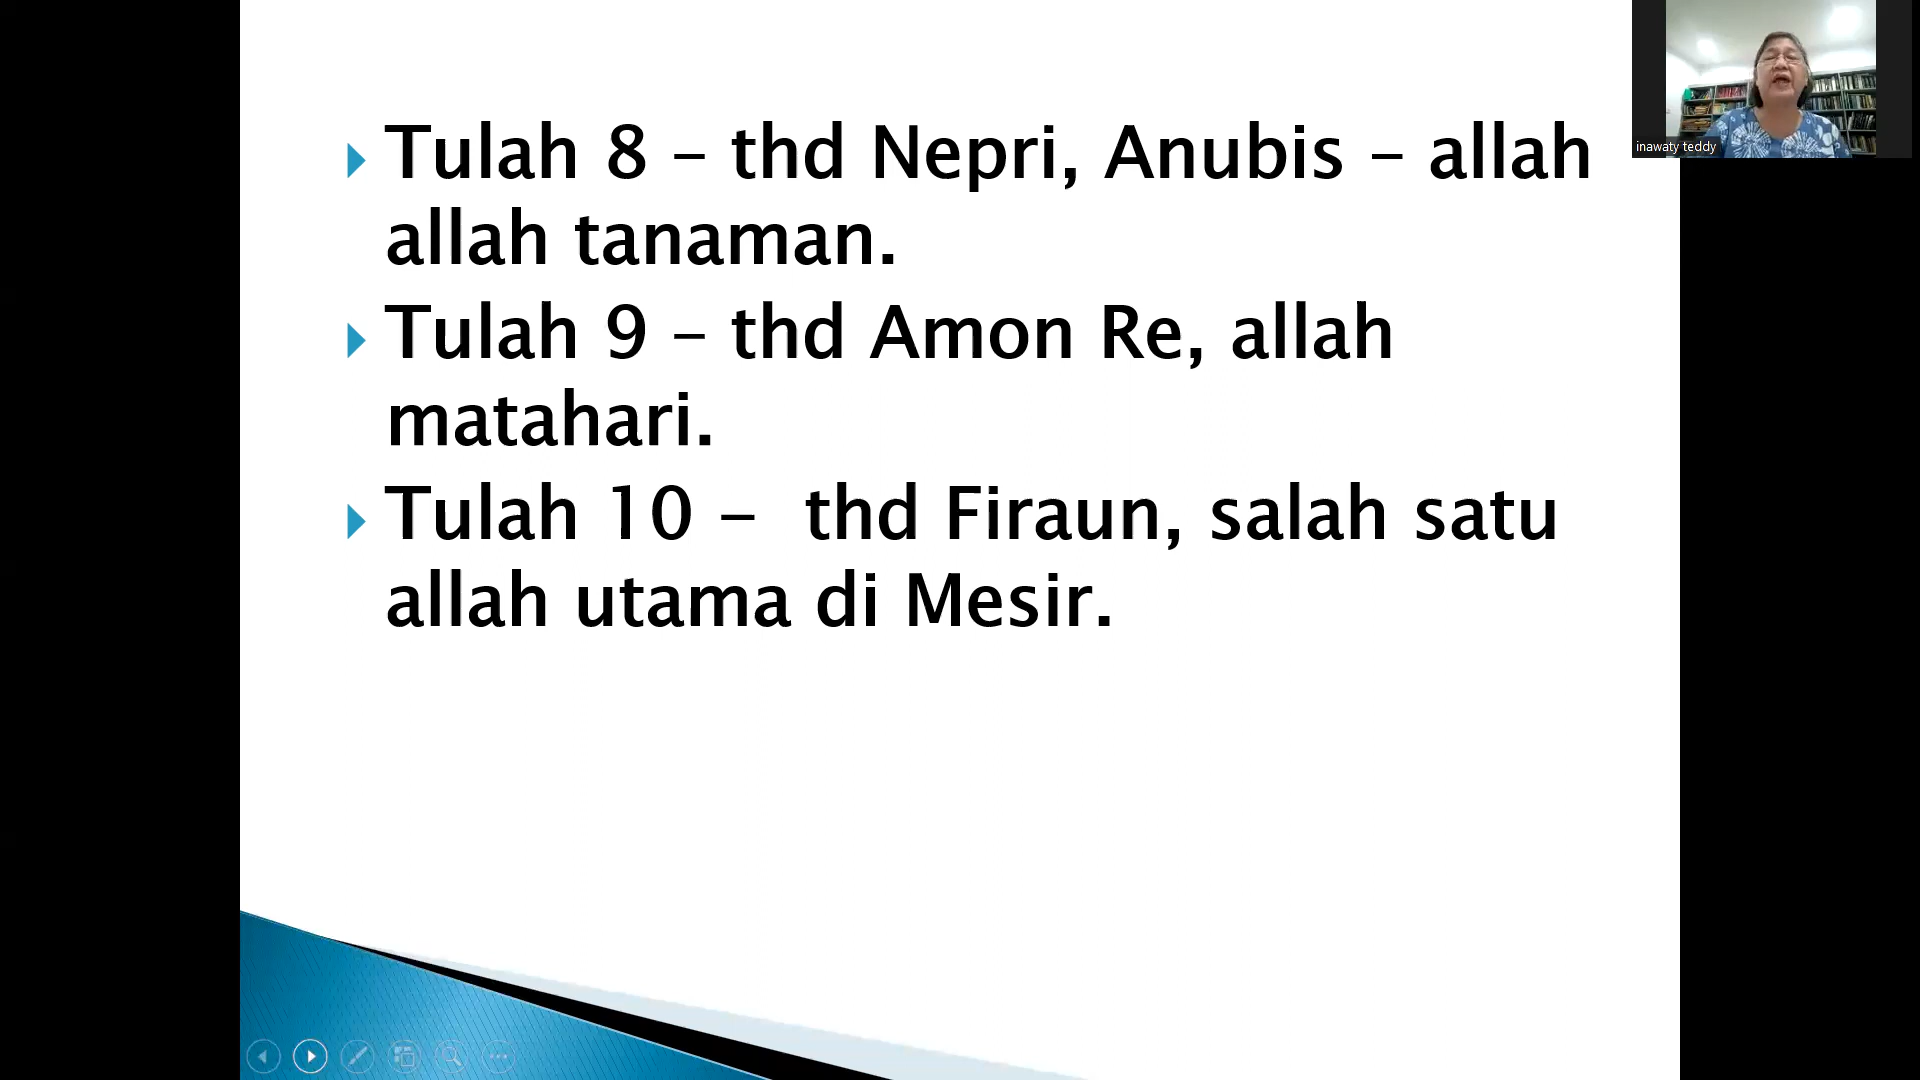 Tulah 8 – thd Nepri, Anubis – allah
allah tanaman.
Tulah 9 – thd Amon Re, allah
matahari.
Tulah 10 –  thd Firaun, salah satu
allah utama di Mesir.
inawaty teddy